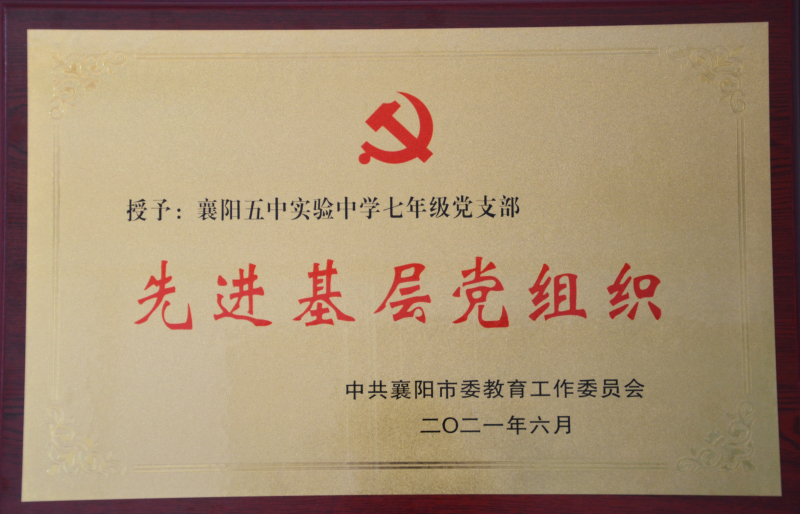 授予：襄阳五中实验中学七年级党支部
先进基层党组织
中共襄阳市委教育工作委员会
二〇二一年六月